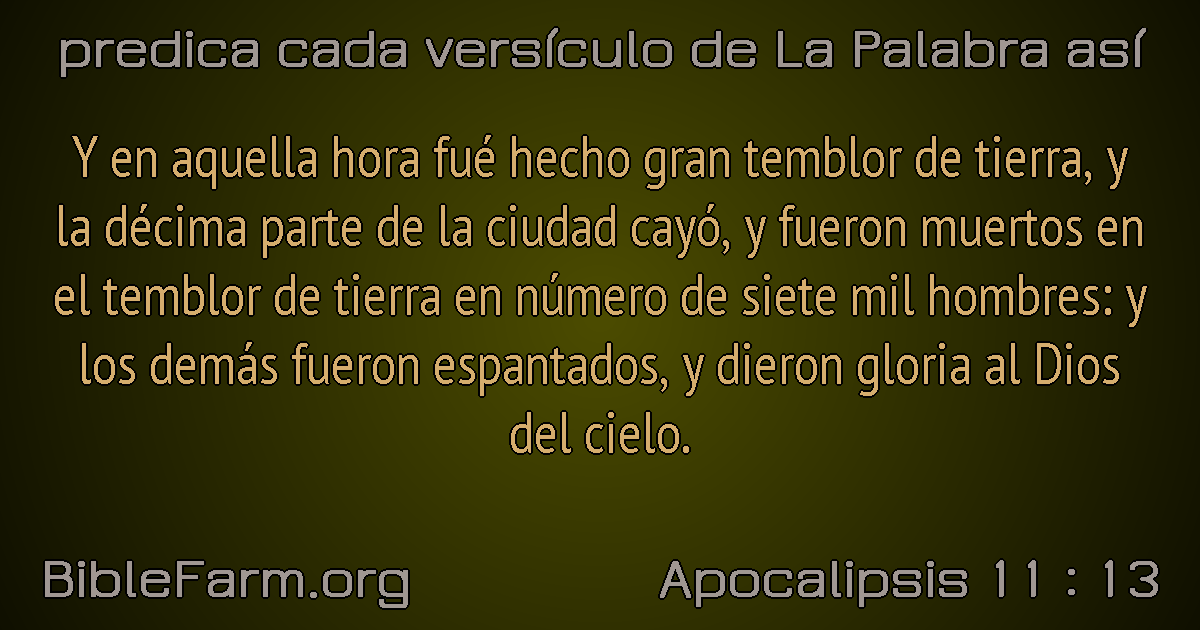 predica cada versículo de La Palabra así
Y en aquella hora fué hecho gran temblor de tierra, y
la décima parte de la ciudad cayó, y fueron muertos en
el temblor de tierra en número de siete mil hombres: y
los demás fueron espantados, y dieron gloria al Dios
del cielo.
BibleFarm.org
Apocalipsis 11 : 13